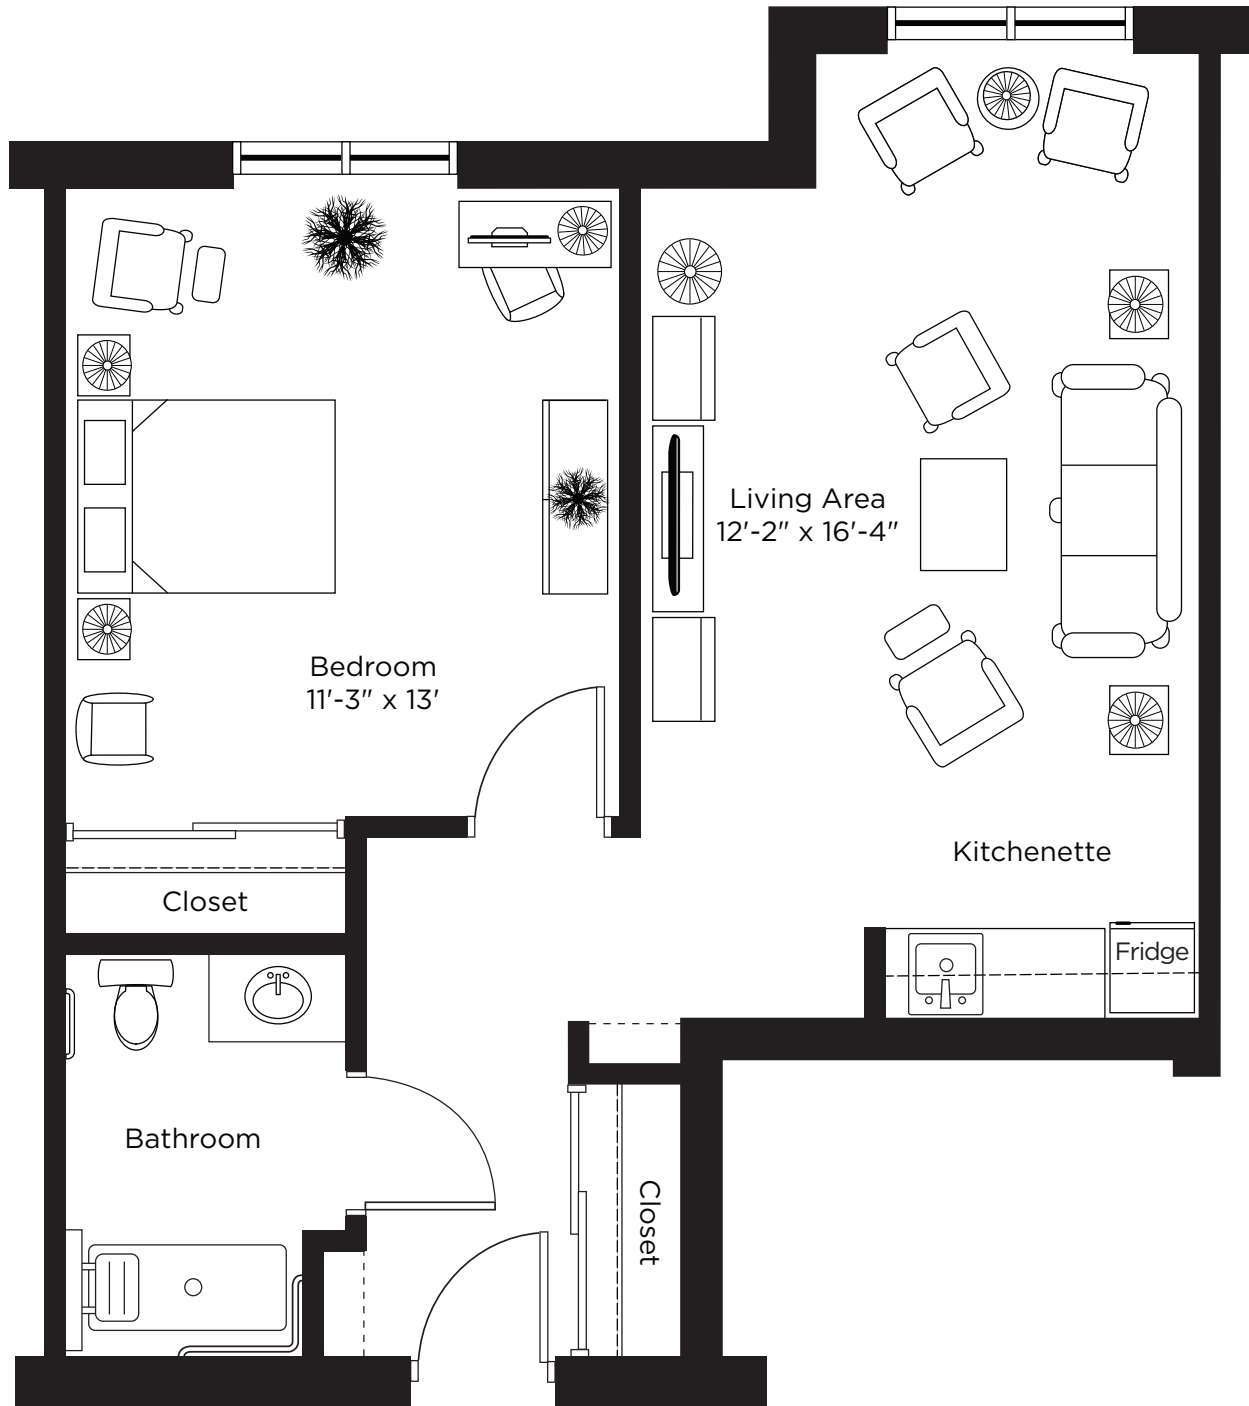 Living Area
12'-2" x 16'-4"
Bedroom
11'-3" x 13'
Kitchenette
Closet
Fridge
Bathroom
Closet